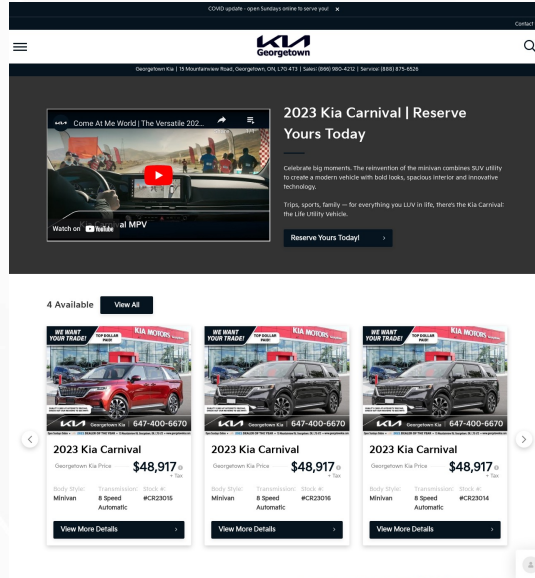 COVID update - open Sundays online to serve you! ×
Contact
KIA
Georgetown
Georgetown Kia | 15 Mountainview Road, Georgetown, ON, L7G 4T3 | Sales: (866) 980-4212 | Service: (888) 875-6526
Come At Me World | The Versatile 202...
Watch on YouTube
al MPV
2023 Kia Carnival | Reserve
Yours Today
Celebrate big moments. The reinvention of the minivan combines SUV utility
to create a modern vehicle with bold looks, spacious interior and innovative
technology.
Trips, sports, family — for everything you LUV in life, there's the Kia Carnival:
the Life Utility Vehicle.
Reserve Yours Today!
4 Available
View All
WE WANT
YOUR TRADE!
TOP DOLLAR
PAID!
KIA MOTORS
KIA Georgetown Kia | 647-400-6670
2023 Kia Carnival
Georgetown Kia Price
$48,917
+ Tax
Body Style: Transmission: Stock #:
Minivan 8 Speed #CR23015
Automatic
View More Details
WE WANT
YOUR TRADE!
TOP DOLLAR
PAID!
KIA MOTORS
KIA Georgetown Kia | 647-400-6670
2023 Kia Carnival
Georgetown Kia Price
$48,917
+ Tax
Body Style: Transmission: Stock #:
Minivan 8 Speed #CR23016
Automatic
View More Details
WE WANT
YOUR TRADE!
TOP DOLLAR
PAID!
KIA MOTORS
KIA Georgetown Kia | 647-400-6670
2023 Kia Carnival
Georgetown Kia Price
$48,917
+ Tax
Body Style: Transmission: Stock #:
Minivan 8 Speed #CR23014
Automatic
View More Details